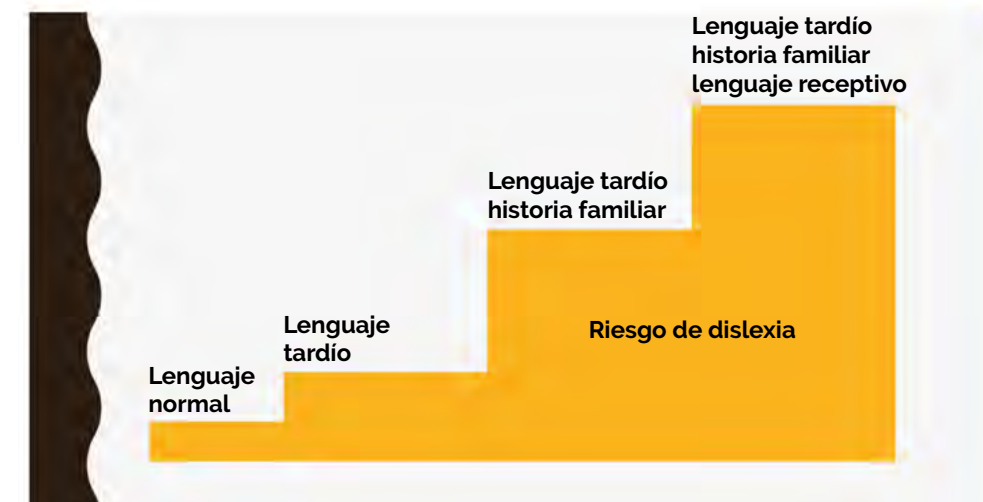 Lenguaje tardío
historia familiar
lenguaje receptivo
Lenguaje tardío
historia familiar
Lenguaje
tardío
Riesgo de dislexia
Lenguaje
normal